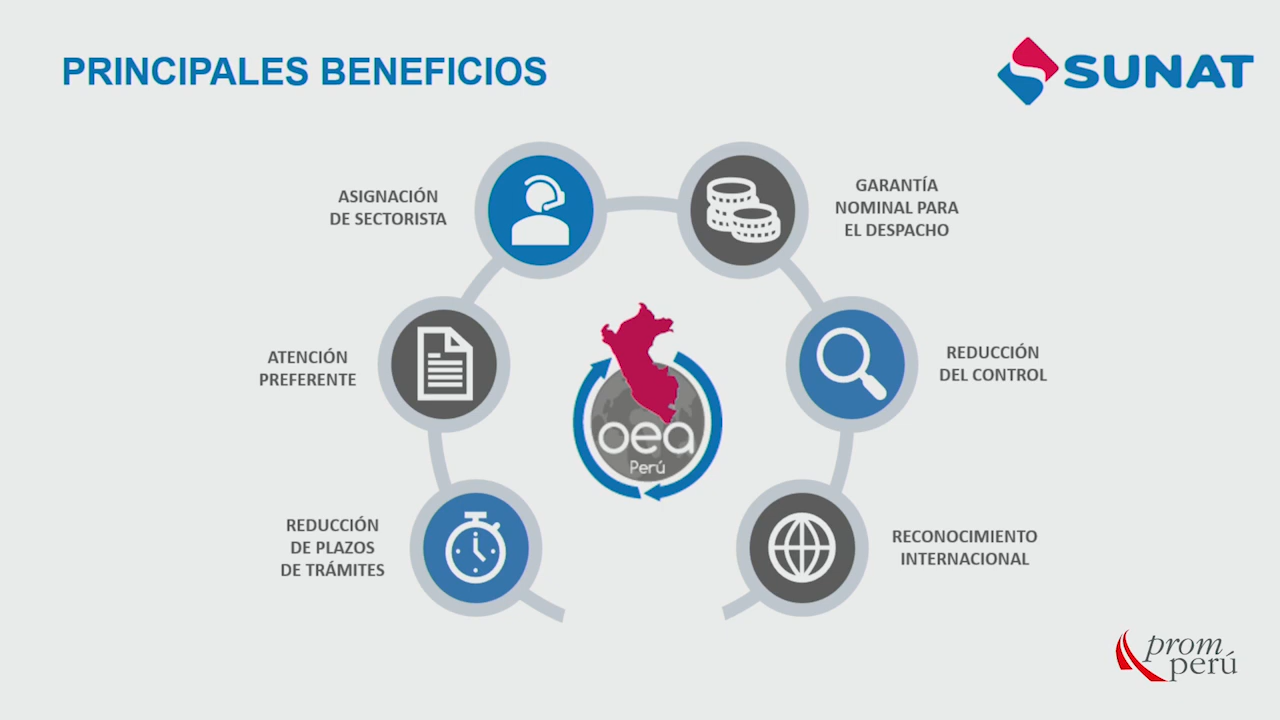 PRINCIPALES BENEFICIOS
SUNAT
ASIGNACIÓN
DE SECTORISTA
GARANTÍA
NOMINAL PARA
EL DESPACHO
ATENCIÓN
PREFERENTE
REDUCCIÓN
DEL CONTROL
oea
Perú
REDUCCIÓN
DE PLAZOS
DE TRÁMITES
RECONOCIMIENTO
INTERNACIONAL
prom
perú